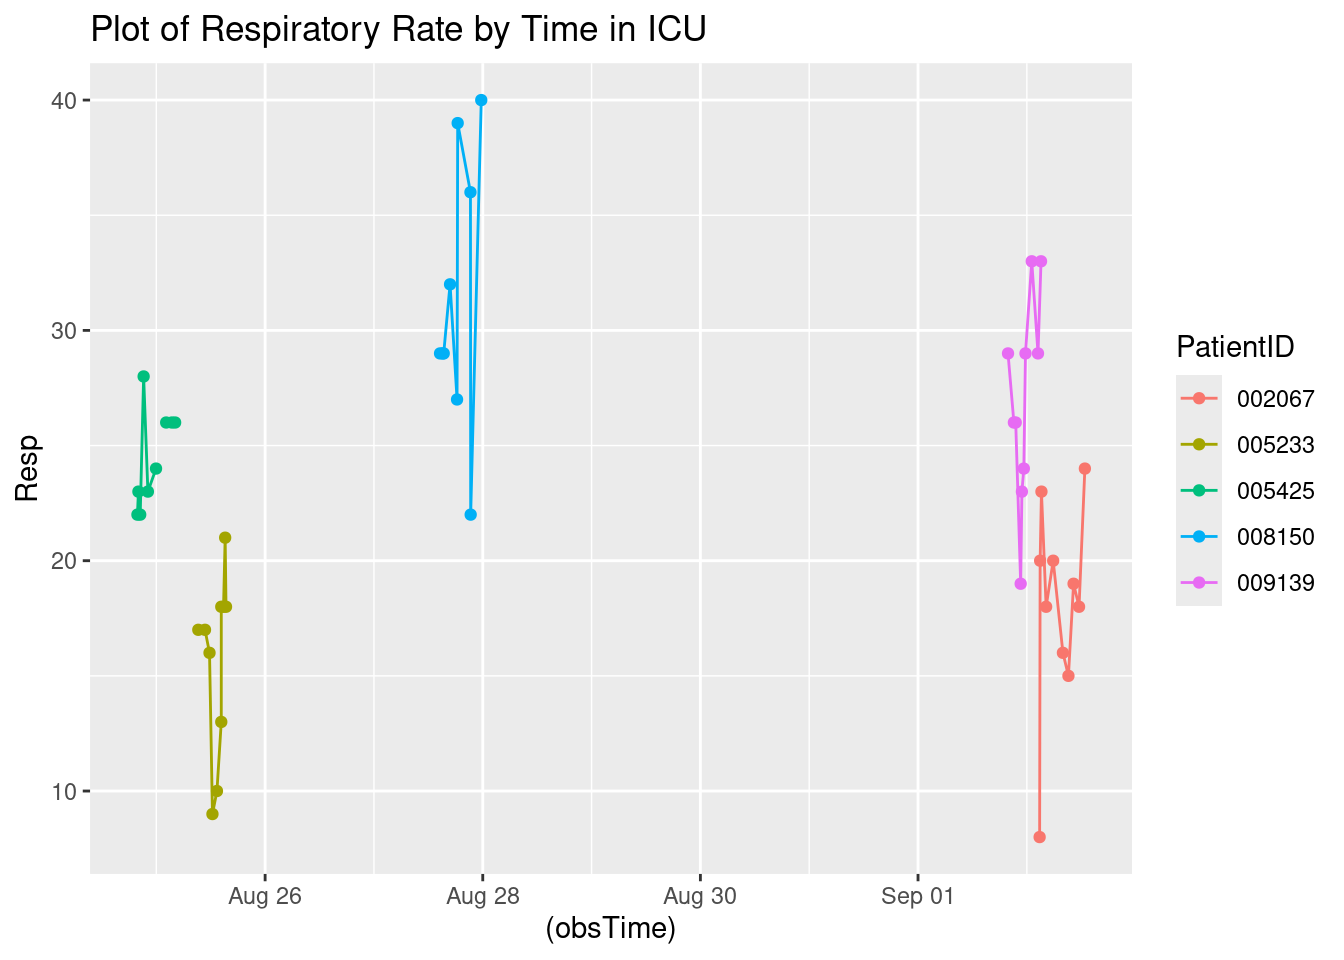 Plot of Respiratory Rate by Time in ICU
40
30
20
10
Resp
Aug 26 Aug 28 Aug 30 Sep 01
(obsTime)
PatientID
002067
005233
005425
008150
009139